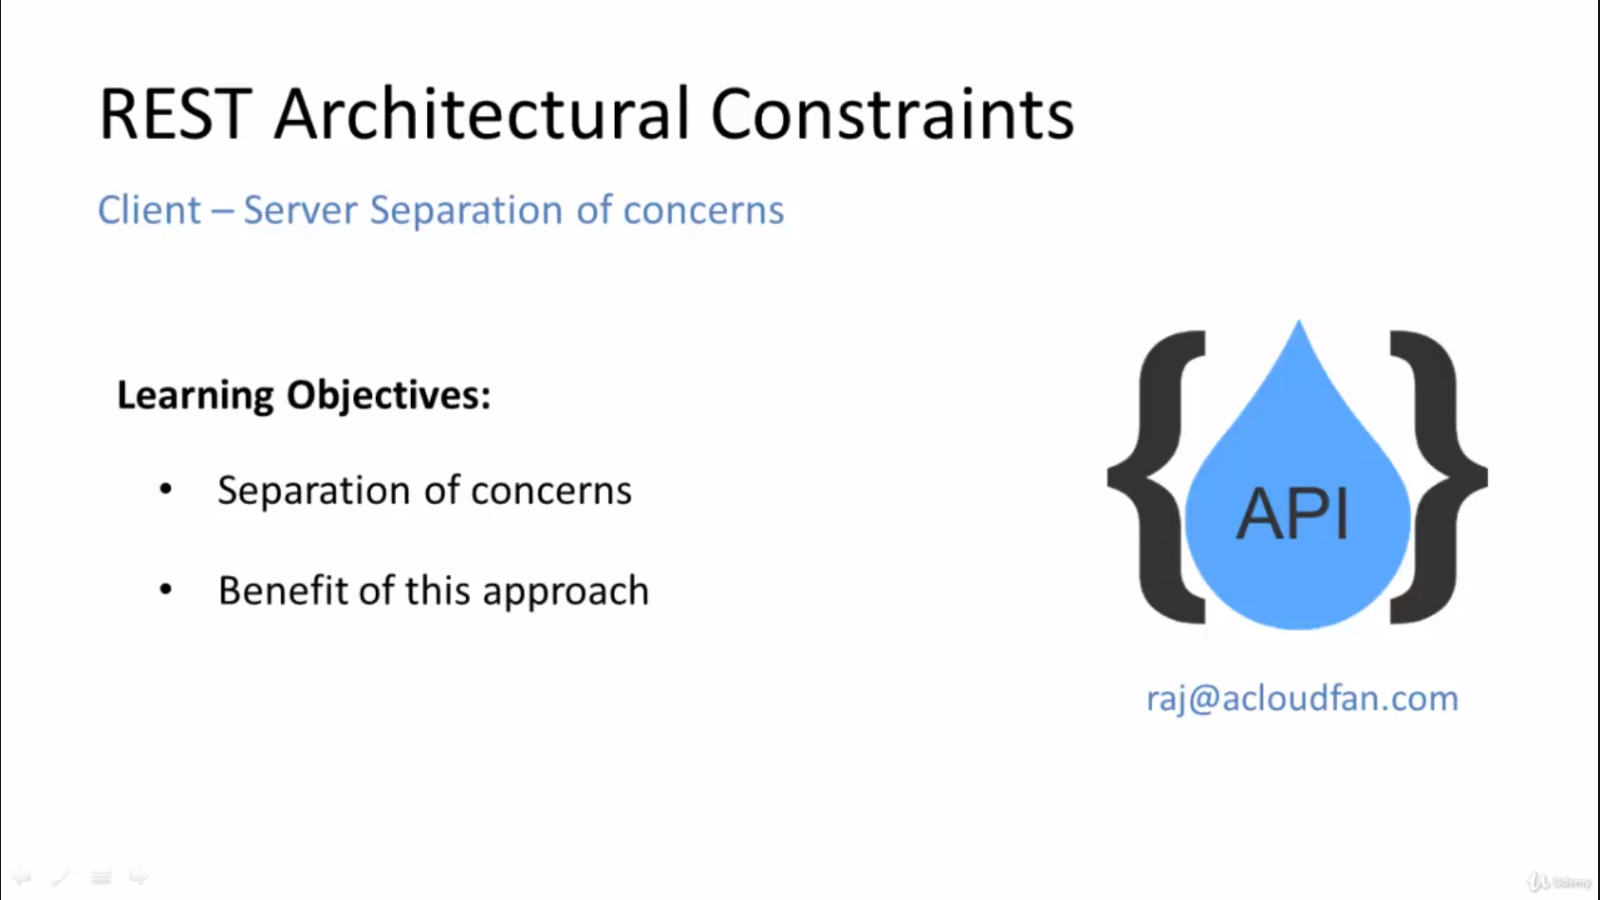 REST Architectural Constraints
Client – Server Separation of concerns
Learning Objectives:
• Separation of concerns
• Benefit of this approach
{API}
raj@acloudfan.com
Udemy